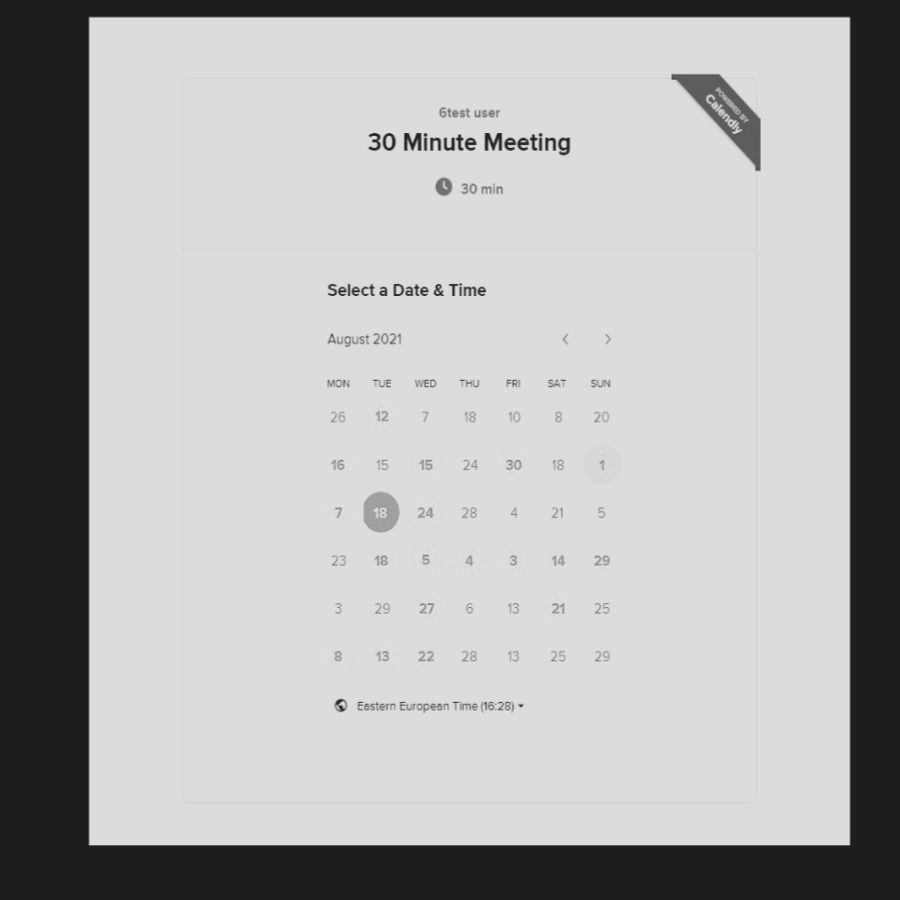 POWERED BY
Calendly
6test user
30 Minute Meeting
30 min
Select a Date & Time
August 2021
MON TUE WED THU FRI SAT SUN
26 12 7 18 10 8 20
16 15 15 24 30 18 1
7 18 24 28 4 21 5
23 18 5 4 3 14 29
3 29 27 6 13 21 25
8 13 22 28 13 25 29
Eastern European Time (16:28)